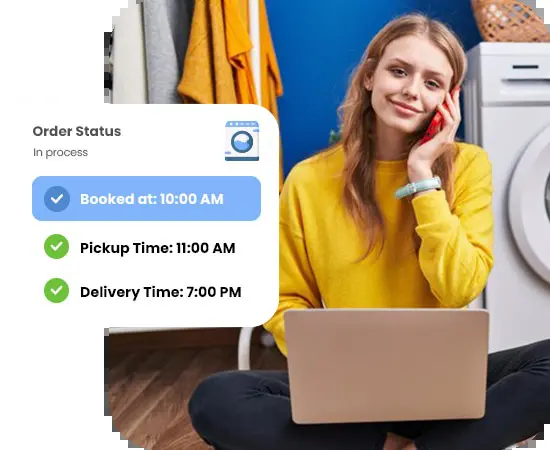 Order Status
In process
Booked at: 10:00 AM
Pickup Time: 11:00 AM
Delivery Time: 7:00 PM